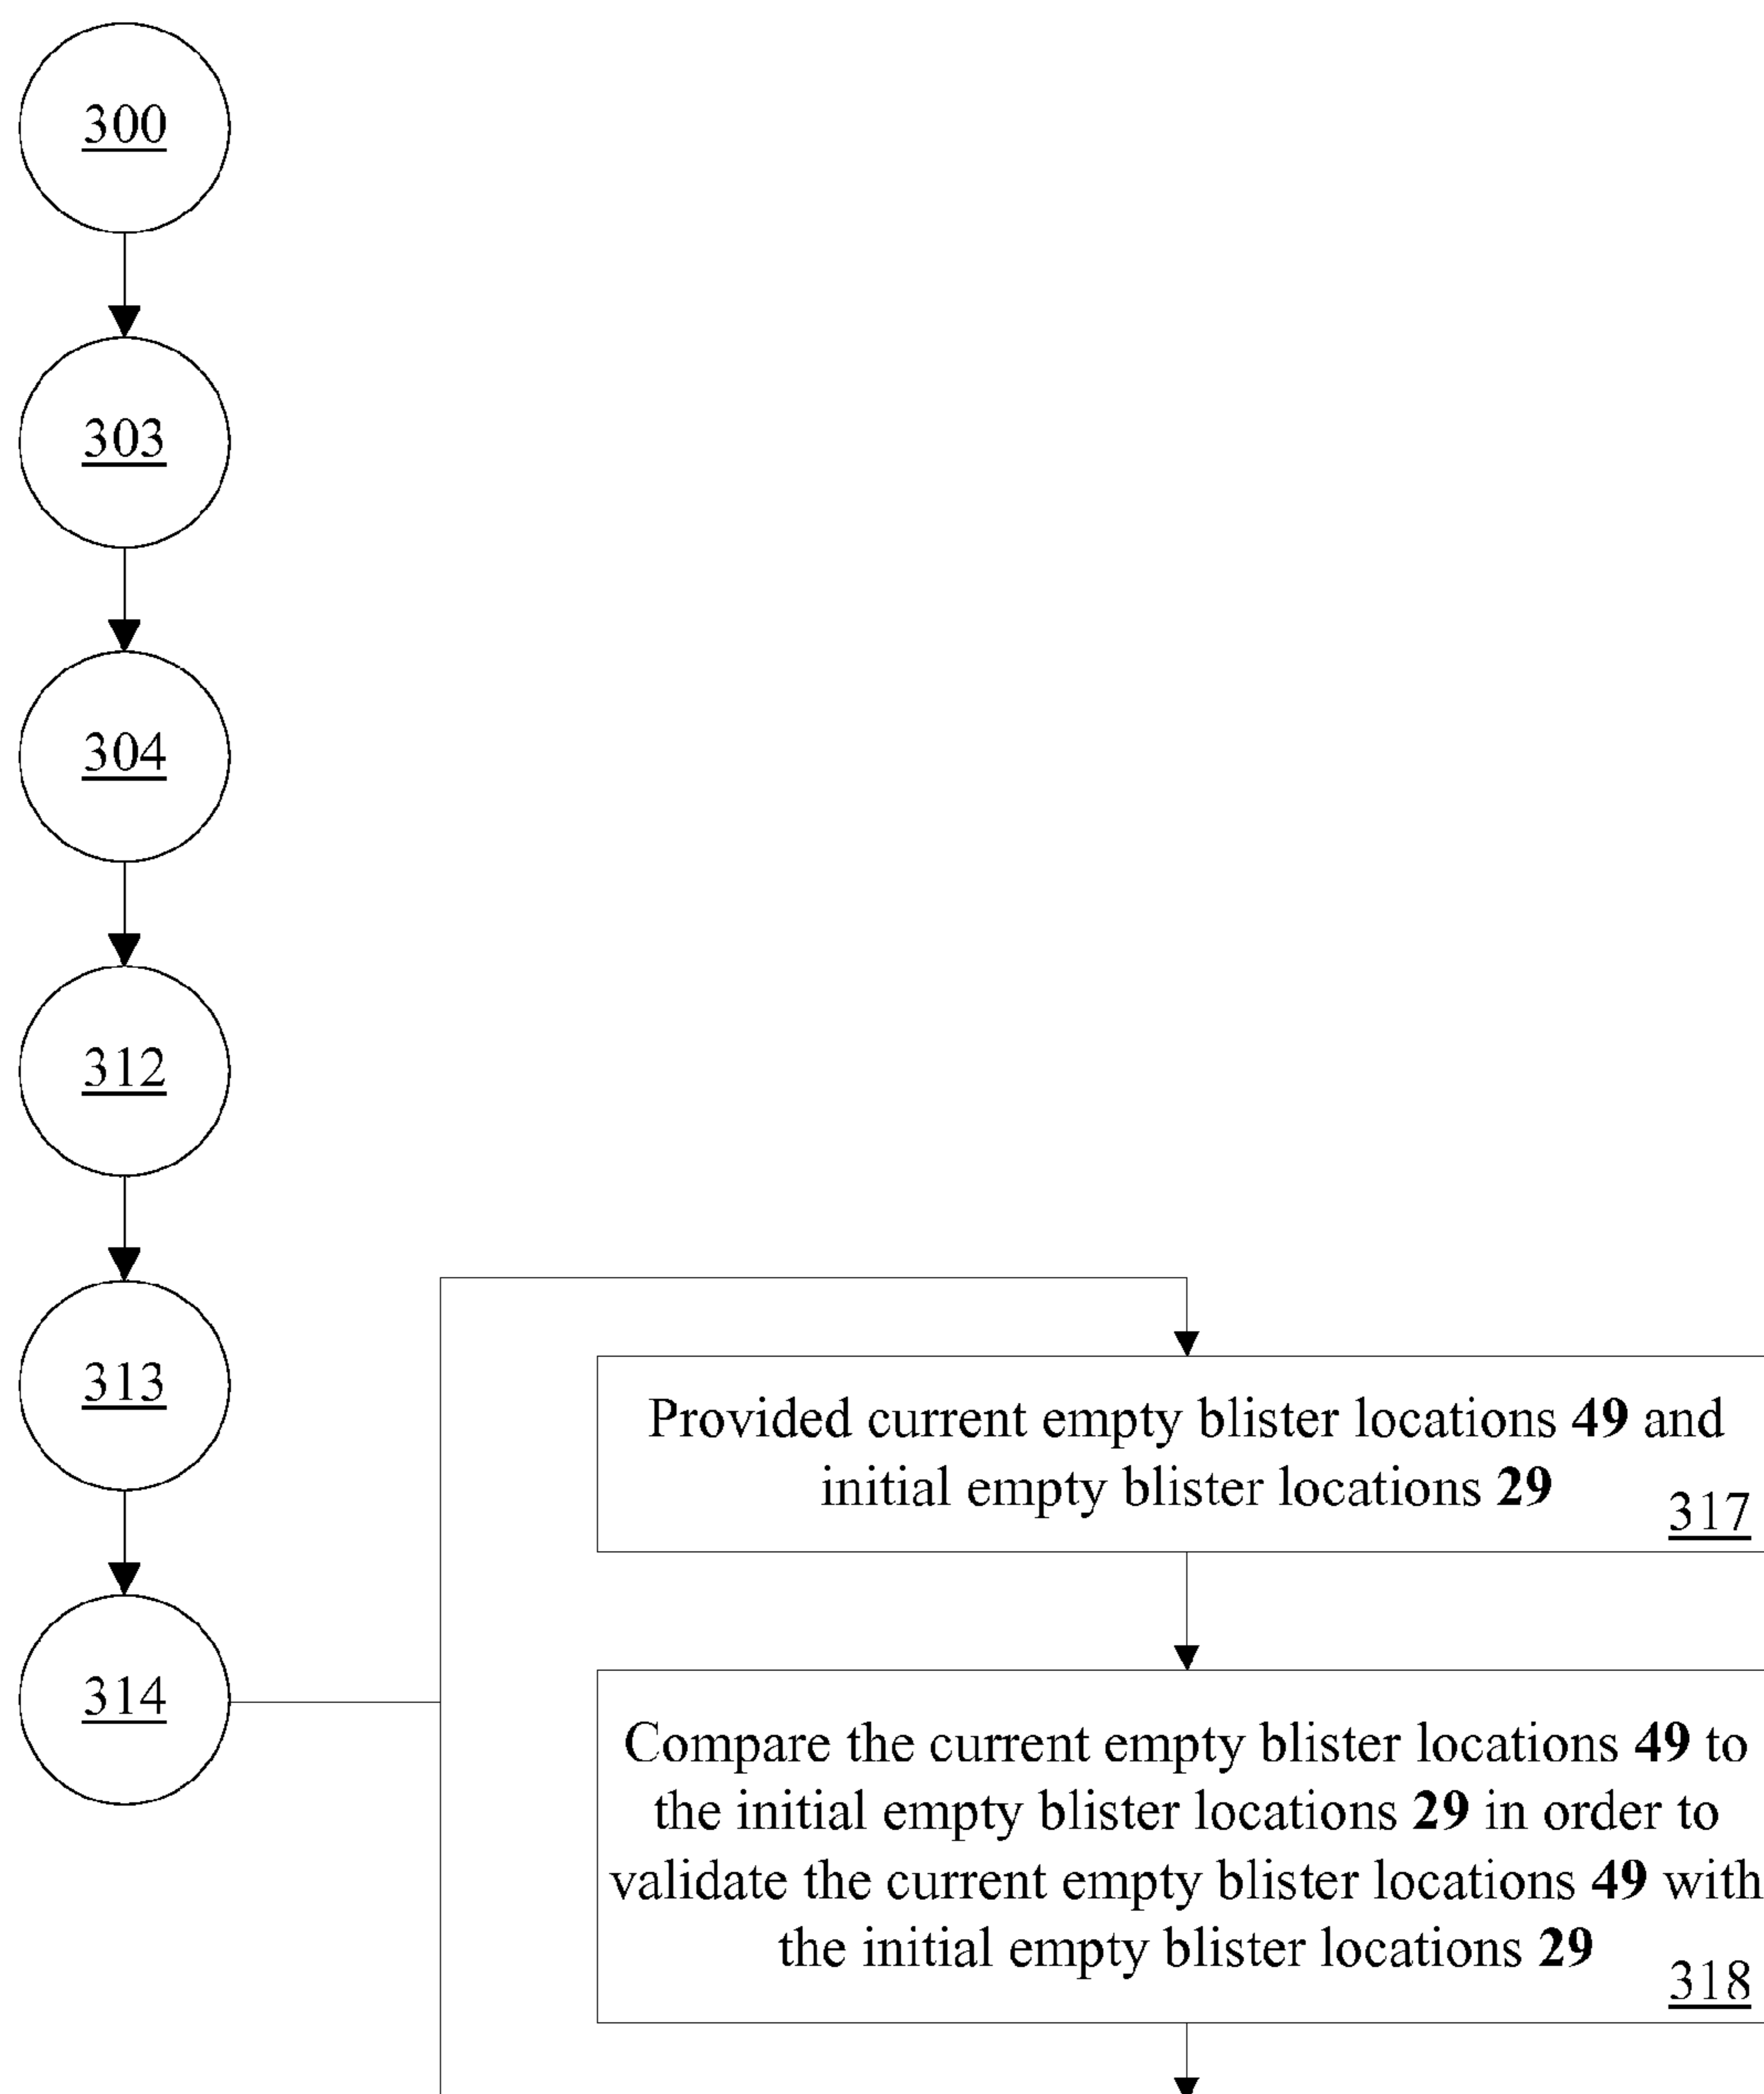 300
303
304
312
313
314
Provided current empty blister locations 49 and
initial empty blister locations 29
317
Compare the current empty blister locations 49 to
the initial empty blister locations 29 in order to
validate the current empty blister locations 49 with
the initial empty blister locations 29
318